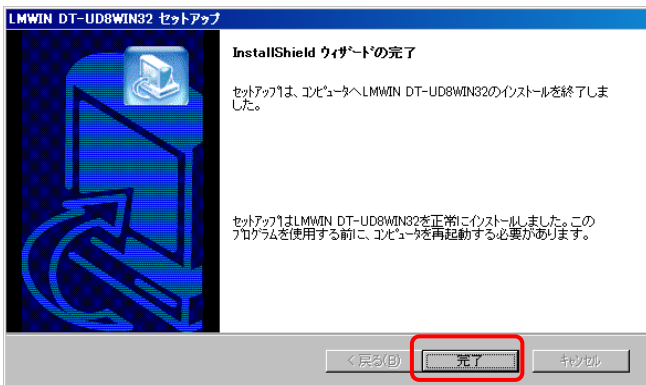 LMWIN DT-UD8WIN32 セットアップ
InstallShield ウィザードの完了
セットアップは、コンピュータへLMWIN DT-UD8WIN32のインストールを終了しま
した。
セットアップはLMWIN DT-UD8WIN32を正常にインストールしました。この
プログラムを使用する前に、コンピュータを再起動する必要があります。
< 戻る(B)
完了
キャンセル